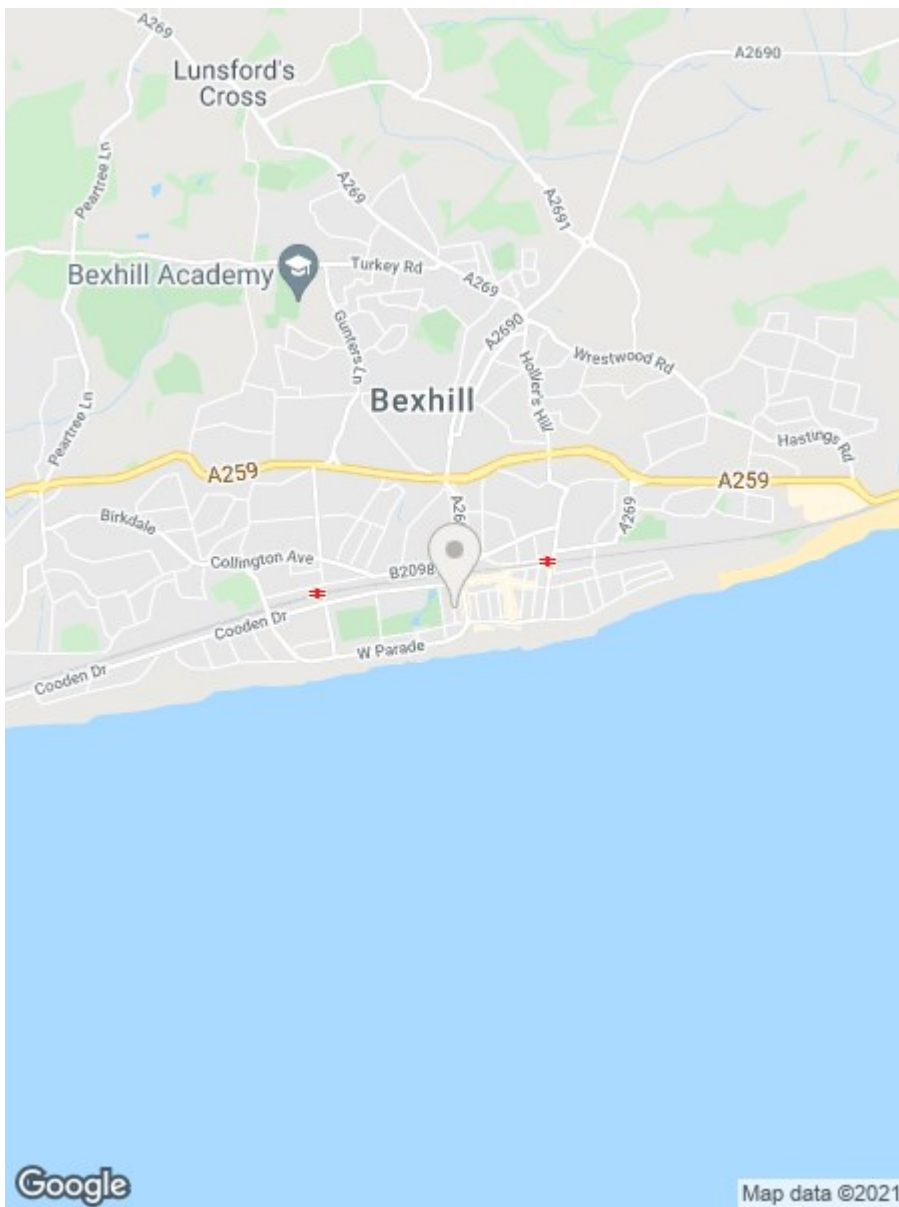 A269
A2690
Lunsford's
Cross
Peartree Ln
A269
A2691
Bexhill Academy
Turkey Rd
A269
Gunters Ln
A2690
Wrestwood Rd
Holliers Hill
Bexhill
Peartree Ln
Hastings Rd
A259
A259
A26
A269
Birkdale
Collington Ave
B2098
Cooden Dr
W Parade
Cooden Dr
Google
Map data ©2021